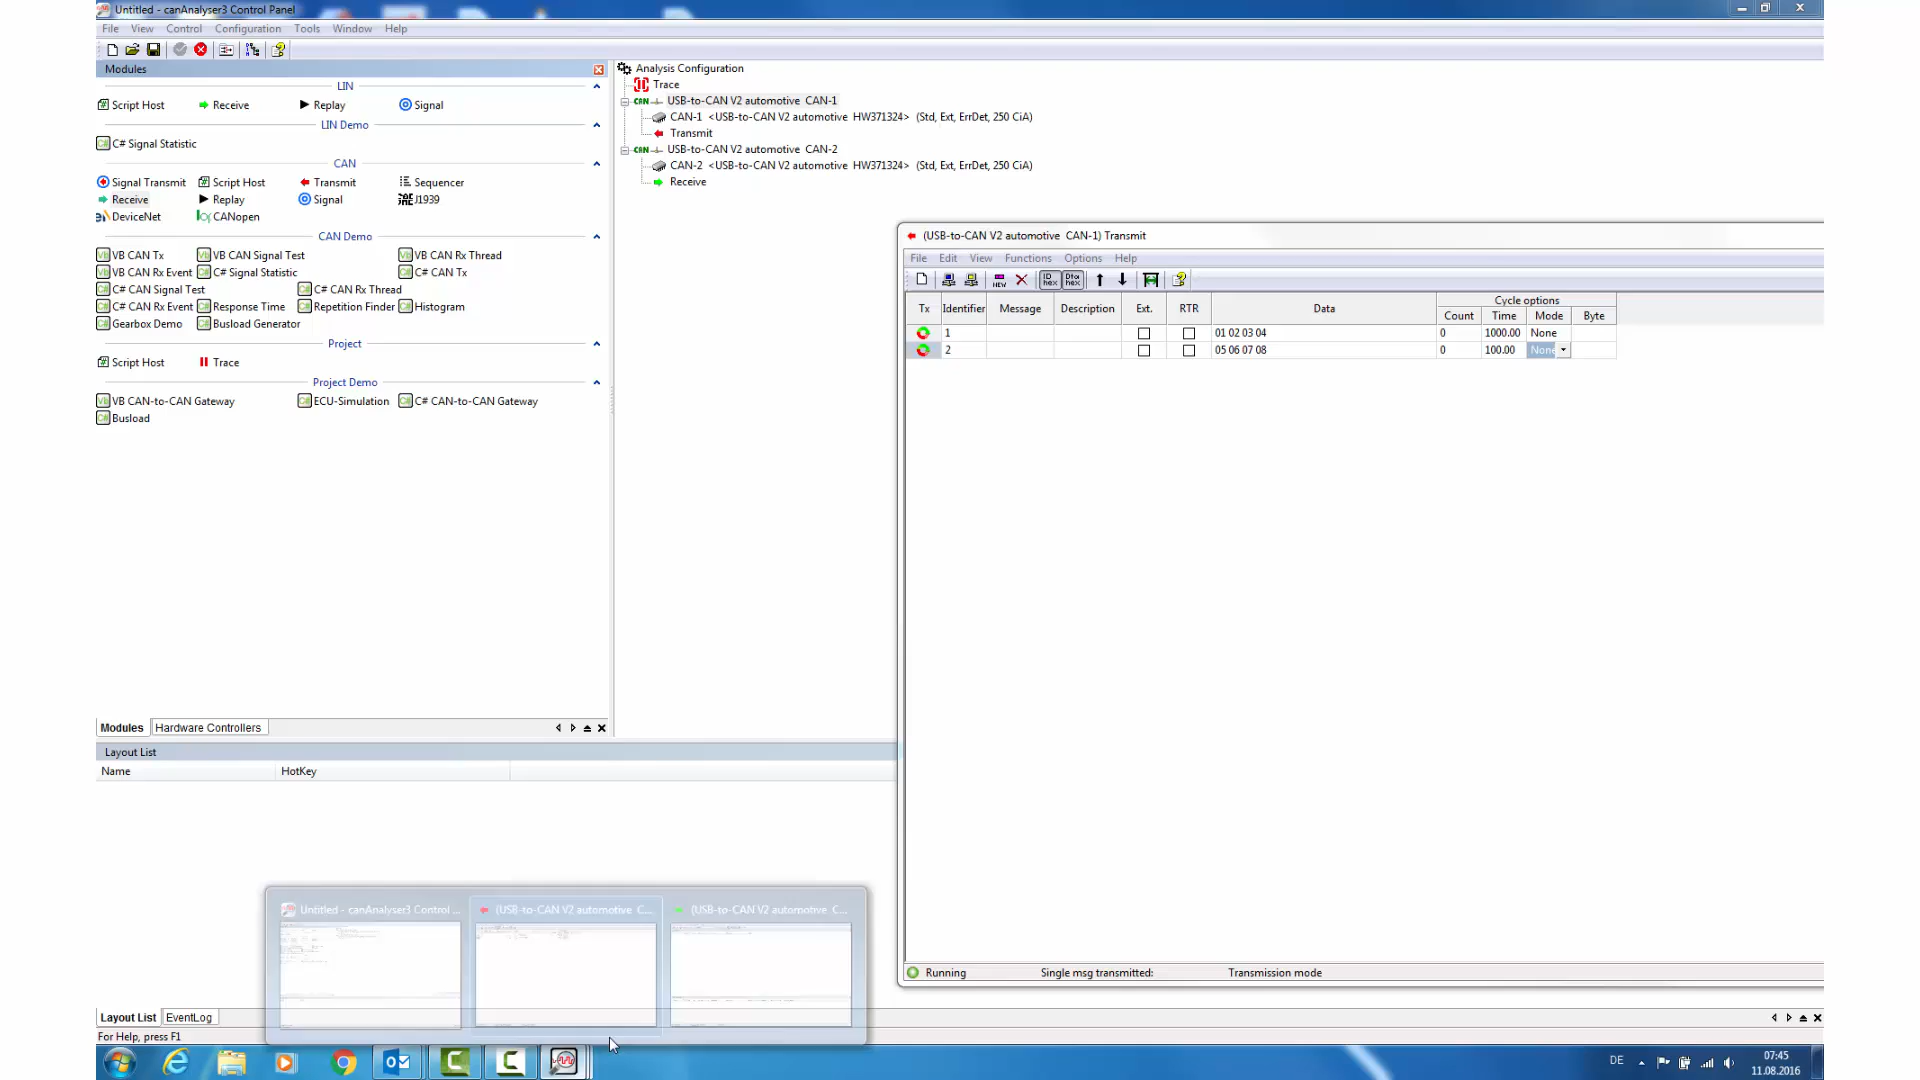 Untitled - canAnalyser3 Control Panel
File View Control Configuration Tools Window Help
Modules
LIN
Script Host Receive Replay Signal
LIN Demo
C# Signal Statistic
CAN
Signal Transmit Script Host Transmit Sequencer
Receive Replay Signal J1939
DeviceNet CANopen
CAN Demo
VB CAN Tx VB CAN Signal Test VB CAN Rx Thread
VB CAN Rx Event C# Signal Statistic C# CAN Tx
C# CAN Signal Test C# CAN Rx Thread
C# CAN Rx Event Response Time Repetition Finder Histogram
Gearbox Demo Busload Generator
Project
Script Host Trace
Project Demo
VB CAN-to-CAN Gateway ECU-Simulation C# CAN-to-CAN Gateway
Busload
Modules Hardware Controllers
Analysis Configuration
Trace
CAN USB-to-CAN V2 automotive CAN-1
CAN-1 <USB-to-CAN V2 automotive HW371324> (Std, Ext, ErrDet, 250 CiA)
Transmit
CAN USB-to-CAN V2 automotive CAN-2
CAN-2 <USB-to-CAN V2 automotive HW371324> (Std, Ext, ErrDet, 250 CiA)
Receive
(USB-to-CAN V2 automotive CAN-1) Transmit
File Edit View Functions Options Help
Tx Identifier Message Description Ext. RTR Data Cycle options
Count Time Mode Byte
1 01 02 03 04 0 1000.00 None
2 05 06 07 08 0 100.00 None
Running Single msg transmitted: Transmission mode
Layout List
Name HotKey
Untitled - canAnalyser3 Control ... (USB-to-CAN V2 automotive C... (USB-to-CAN V2 automotive C...
Layout List EventLog
For Help, press F1
DE 07:45
11.08.2016